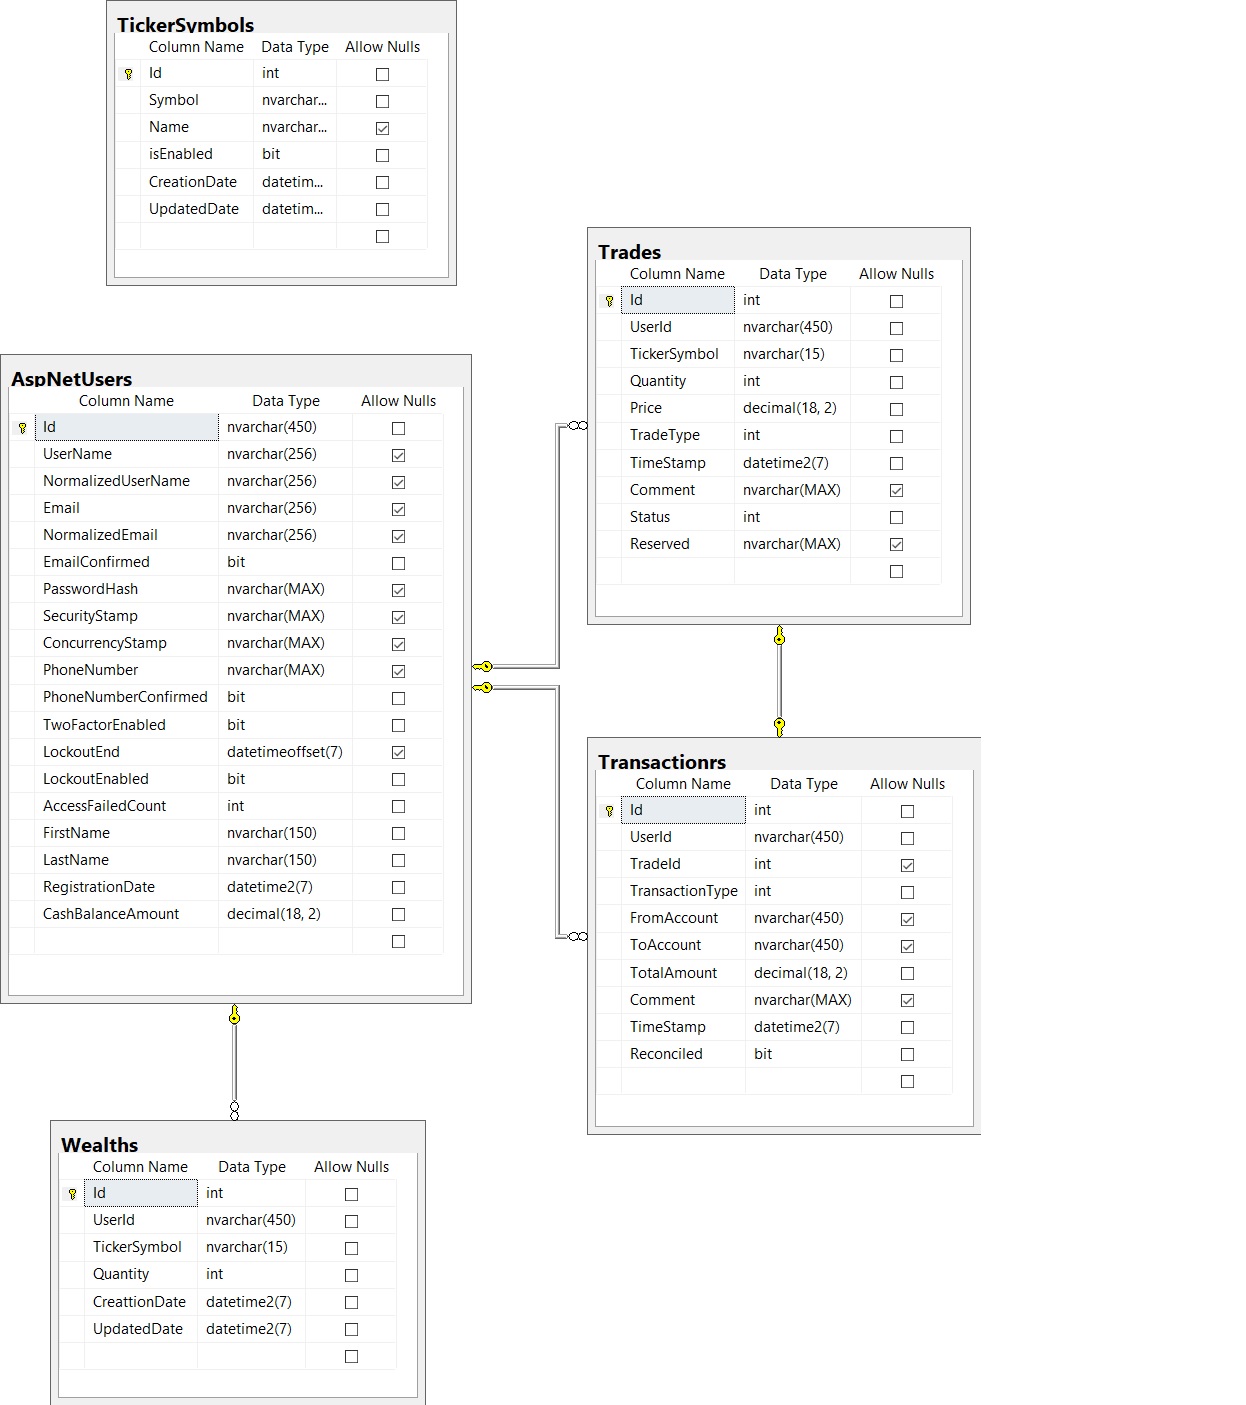 TickerSymbols
Column Name Data Type Allow Nulls
Id int
Symbol nvarchar...
Name nvarchar...
isEnabled bit
CreationDate datetim...
UpdatedDate datetim...
Trades
Column Name Data Type Allow Nulls
Id int
UserId nvarchar(450)
TickerSymbol nvarchar(15)
Quantity int
Price decimal(18, 2)
TradeType int
TimeStamp datetime2(7)
Comment nvarchar(MAX)
Status int
Reserved nvarchar(MAX)
AspNetUsers
Column Name Data Type Allow Nulls
Id nvarchar(450)
UserName nvarchar(256)
NormalizedUserName nvarchar(256)
Email nvarchar(256)
NormalizedEmail nvarchar(256)
EmailConfirmed bit
PasswordHash nvarchar(MAX)
SecurityStamp nvarchar(MAX)
ConcurrencyStamp nvarchar(MAX)
PhoneNumber nvarchar(MAX)
PhoneNumberConfirmed bit
TwoFactorEnabled bit
LockoutEnd datetimeoffset(7)
LockoutEnabled bit
AccessFailedCount int
FirstName nvarchar(150)
LastName nvarchar(150)
RegistrationDate datetime2(7)
CashBalanceAmount decimal(18, 2)
Transactionrs
Column Name Data Type Allow Nulls
Id int
UserId nvarchar(450)
TradeId int
TransactionType int
FromAccount nvarchar(450)
ToAccount nvarchar(450)
TotalAmount decimal(18, 2)
Comment nvarchar(MAX)
TimeStamp datetime2(7)
Reconciled bit
Wealths
Column Name Data Type Allow Nulls
Id int
UserId nvarchar(450)
TickerSymbol nvarchar(15)
Quantity int
CreattionDate datetime2(7)
UpdatedDate datetime2(7)